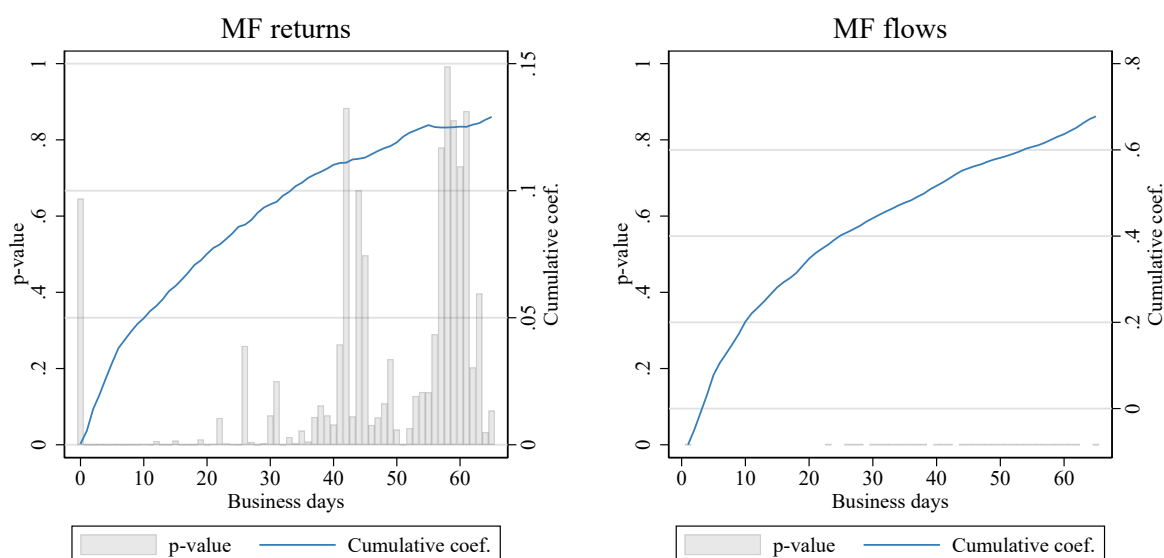 MF returns
p-value
0 .2 .4 .6 .8 1
Cumulative coef.
0 .05 .1 .15
0 10 20 30 40 50 60
Business days
p-value Cumulative coef.
MF flows
p-value
0 .2 .4 .6 .8 1
Cumulative coef.
0 .2 .4 .6 .8
0 10 20 30 40 50 60
Business days
p-value Cumulative coef.